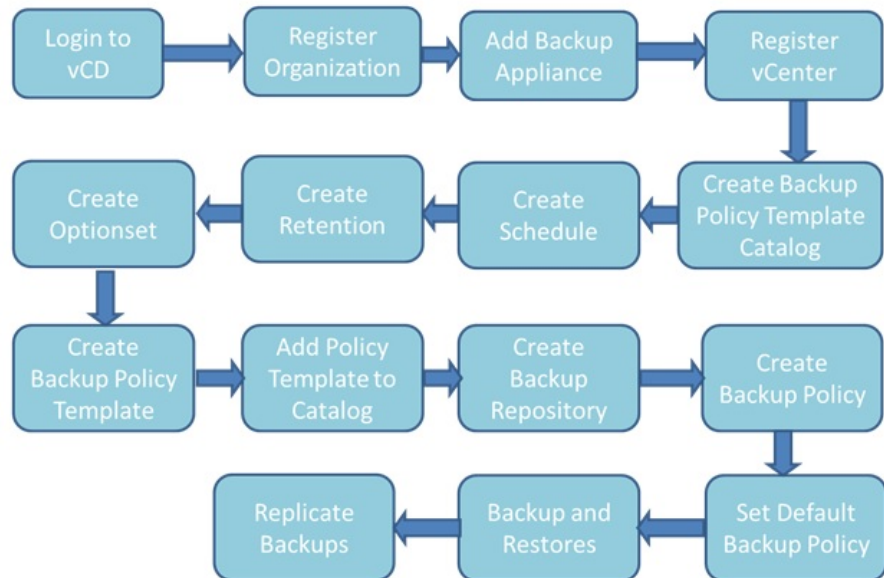 Login to
vCD
Register
Organization
Add Backup
Appliance
Register
vCenter
Create Backup
Policy Template
Catalog
Create
Schedule
Create
Retention
Create
Optionset
Create
Backup Policy
Template
Add Policy
Template to
Catalog
Create
Backup
Repository
Create
Backup Policy
Set Default
Backup Policy
Backup and
Restores
Replicate
Backups